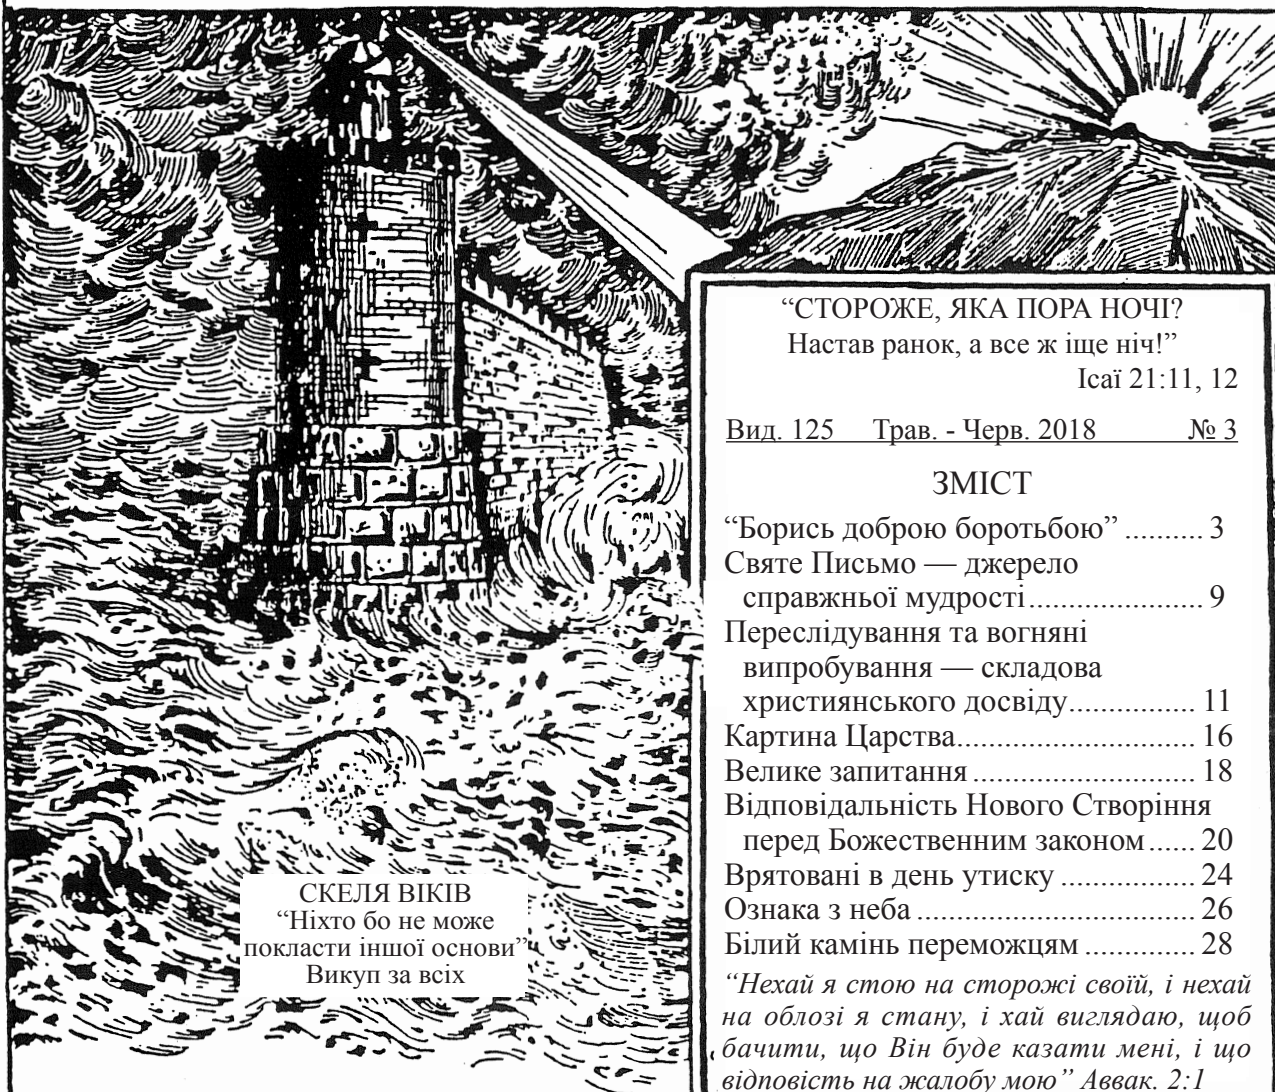 “СТОРОЖЕ, ЯКА ПОРА НОЧІ?
Настав ранок, а все ж іще ніч!”
Ісаї 21:11, 12
Вид. 125 Трав. - Черв. 2018 № 3
ЗМІСТ
“Борись доброю боротьбою” .......... 3
Святе Письмо — джерело
справжньої мудрості ...................... 9
Переслідування та вогняні
випробування — складова
християнського досвіду................ 11
Картина Царства.............................. 16
Велике запитання ............................ 18
Відповідальність Нового Створіння
перед Божественним законом...... 20
Врятовані в день утиску ................. 24
Ознака з неба ................................... 26
Білий камінь переможцям .............. 28
“Нехай я стою на сторожі своїй, і нехай
на облозі я стану, і хай виглядаю, щоб
бачити, що Він буде казати мені, і що
відповість на жалобу мою” Аввак. 2:1
СКЕЛЯ ВІКІВ
“Ніхто бо не може
покласти іншої основи”
Викуп за всіх